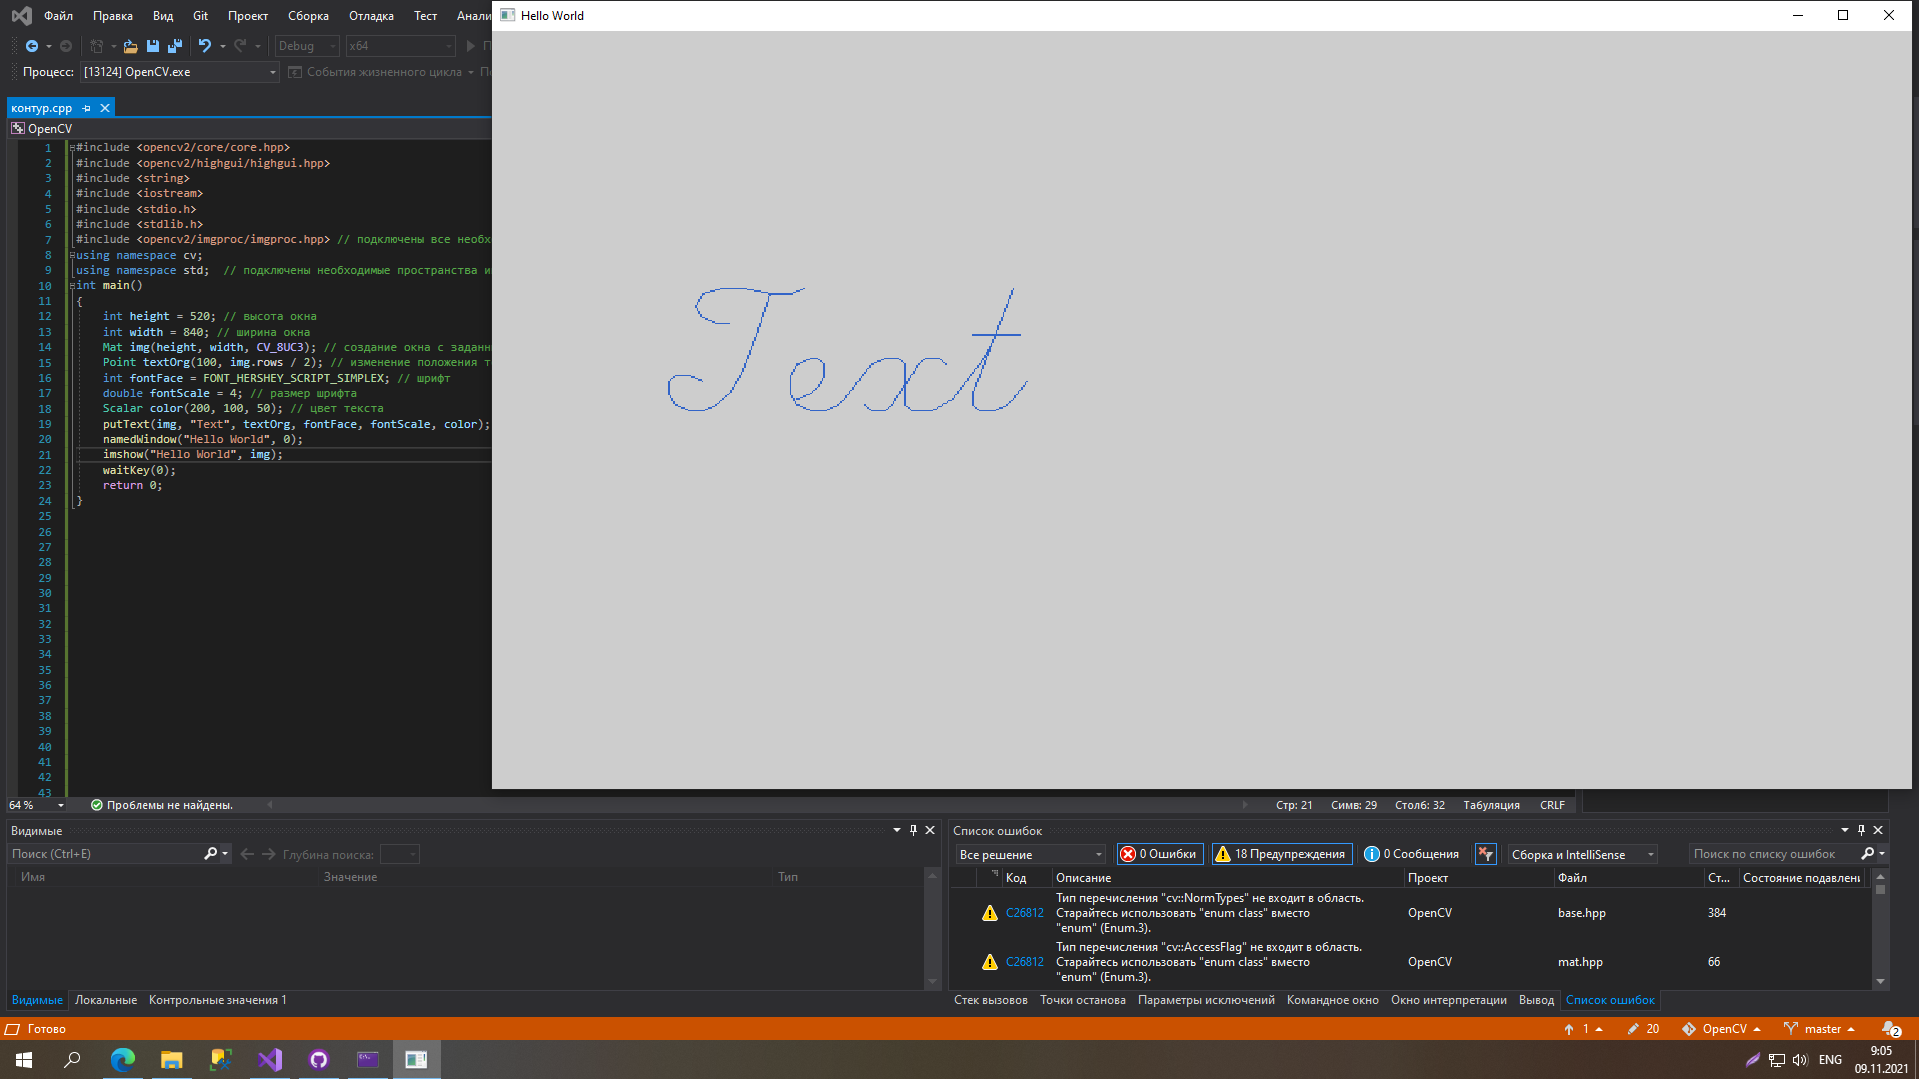 Файл Правка Вид Git Проект Сборка Отладка Тест Анали
Hello World
Debug x64 П
Процесс: [13124] OpenCV.exe События жизненного цикла По
контур.cpp
OpenCV
1 #include <opencv2/core/core.hpp>
2 #include <opencv2/highgui/highgui.hpp>
3 #include <string>
4 #include <iostream>
5 #include <stdio.h>
6 #include <stdlib.h>
7 #include <opencv2/imgproc/imgproc.hpp> // подключены все необх
8 using namespace cv;
9 using namespace std;  // подключены необходимые пространства и
10 int main()
11 {
12 int height = 520; // высота окна
13 int width = 840; // ширина окна
14 Mat img(height, width, CV_8UC3); // создание окна с заданн
15 Point textOrg(100, img.rows / 2); // изменение положения т
16 int fontFace = FONT_HERSHEY_SCRIPT_SIMPLEX; // шрифт
17 double fontScale = 4; // размер шрифта
18 Scalar color(200, 100, 50); // цвет текста
19 putText(img, "Text", textOrg, fontFace, fontScale, color);
20 namedWindow("Hello World", 0);
21 imshow("Hello World", img);
22 waitKey(0);
23 return 0;
24 }
25
26
27
28
29
30
31
32
33
34
35
36
37
38
39
40
41
42
43
Text
64 % Проблемы не найдены. Стр: 21 Симв: 29 Столб: 32 Табуляция CRLF
Видимые
Поиск (Ctrl+E) Глубина поиска:
Имя Значение Тип
Видимые Локальные Контрольные значения 1
Список ошибок
Все решение 0 Ошибки 18 Предупреждения 0 Сообщения Сборка и IntelliSense Поиск по списку ошибок
Код Описание Проект Файл Ст... Состояние подавлени
C26812 Тип перечисления "cv::NormTypes" не входит в область. Старайтесь использовать "enum class" вместо "enum" (Enum.3). OpenCV base.hpp 384
C26812 Тип перечисления "cv::AccessFlag" не входит в область. Старайтесь использовать "enum class" вместо "enum" (Enum.3). OpenCV mat.hpp 66
Стек вызовов Точки останова Параметры исключений Командное окно Окно интерпретации Вывод Список ошибок
Готово 1 20 OpenCV master 2
ENG 9:05
09.11.2021